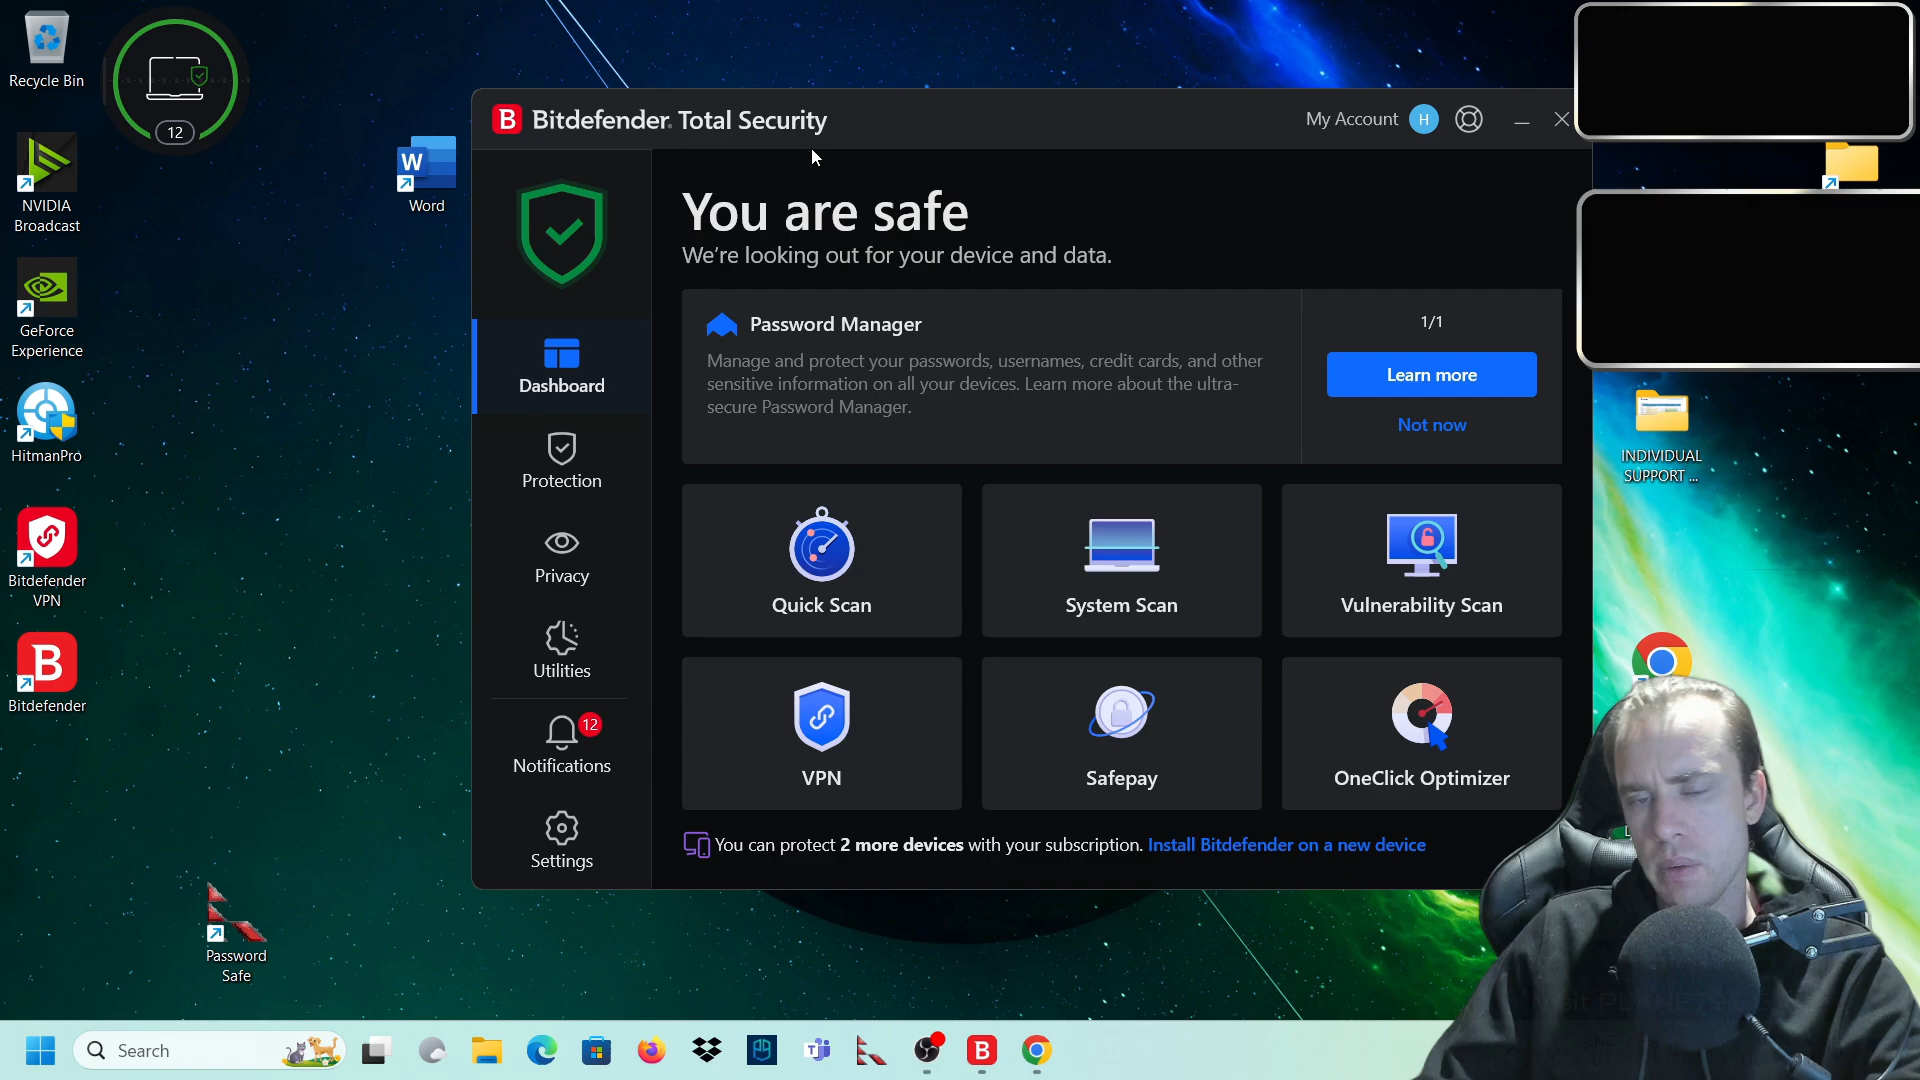 Recycle Bin
12
NVIDIA
Broadcast
GeForce
Experience
HitmanPro
Bitdefender
VPN
Bitdefender
W
Word
Password
Safe
B Bitdefender Total Security
My Account H
You are safe
We're looking out for your device and data.
Dashboard
Protection
Privacy
Utilities
12
Notifications
Settings
Password Manager
Manage and protect your passwords, usernames, credit cards, and other
sensitive information on all your devices. Learn more about the ultra-
secure Password Manager.
1/1
Learn more
Not now
Quick Scan
System Scan
Vulnerability Scan
VPN
Safepay
OneClick Optimizer
You can protect 2 more devices with your subscription. Install Bitdefender on a new device
INDIVIDUAL
SUPPORT ...
Search